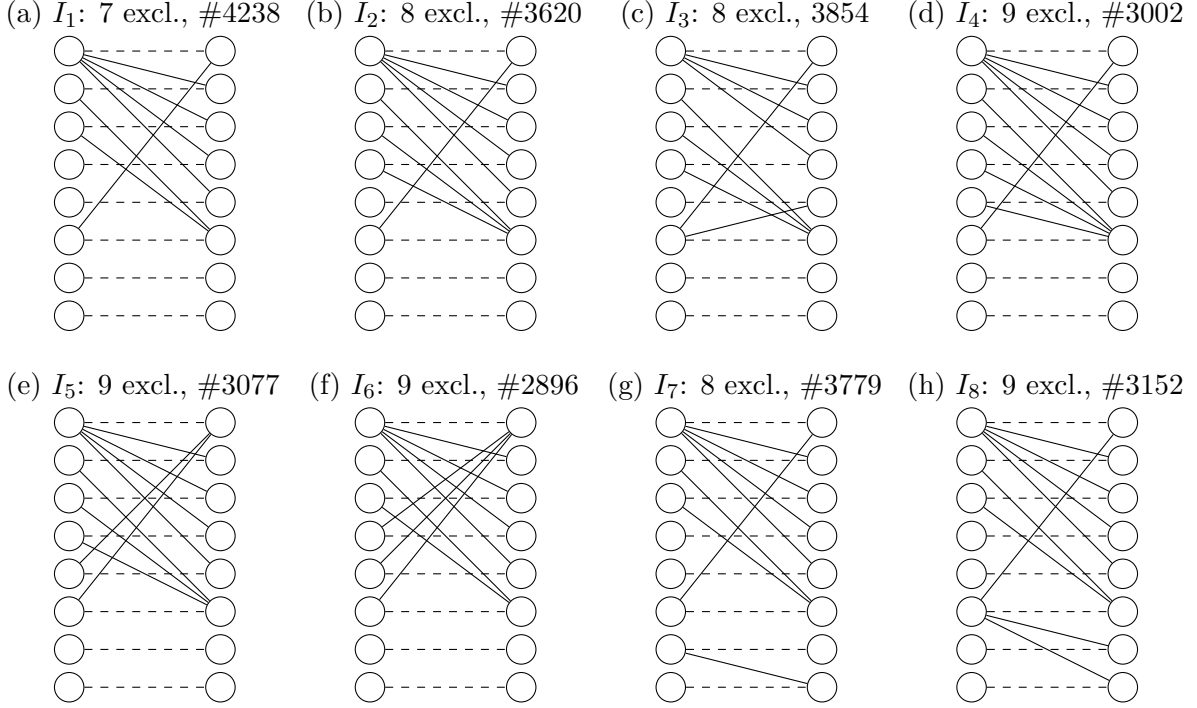 (a) I₁: 7 excl., #4238 (b) I₂: 8 excl., #3620 (c) I₃: 8 excl., 3854 (d) I₄: 9 excl., #3002
(e) I₅: 9 excl., #3077 (f) I₆: 9 excl., #2896 (g) I₇: 8 excl., #3779 (h) I₈: 9 excl., #3152